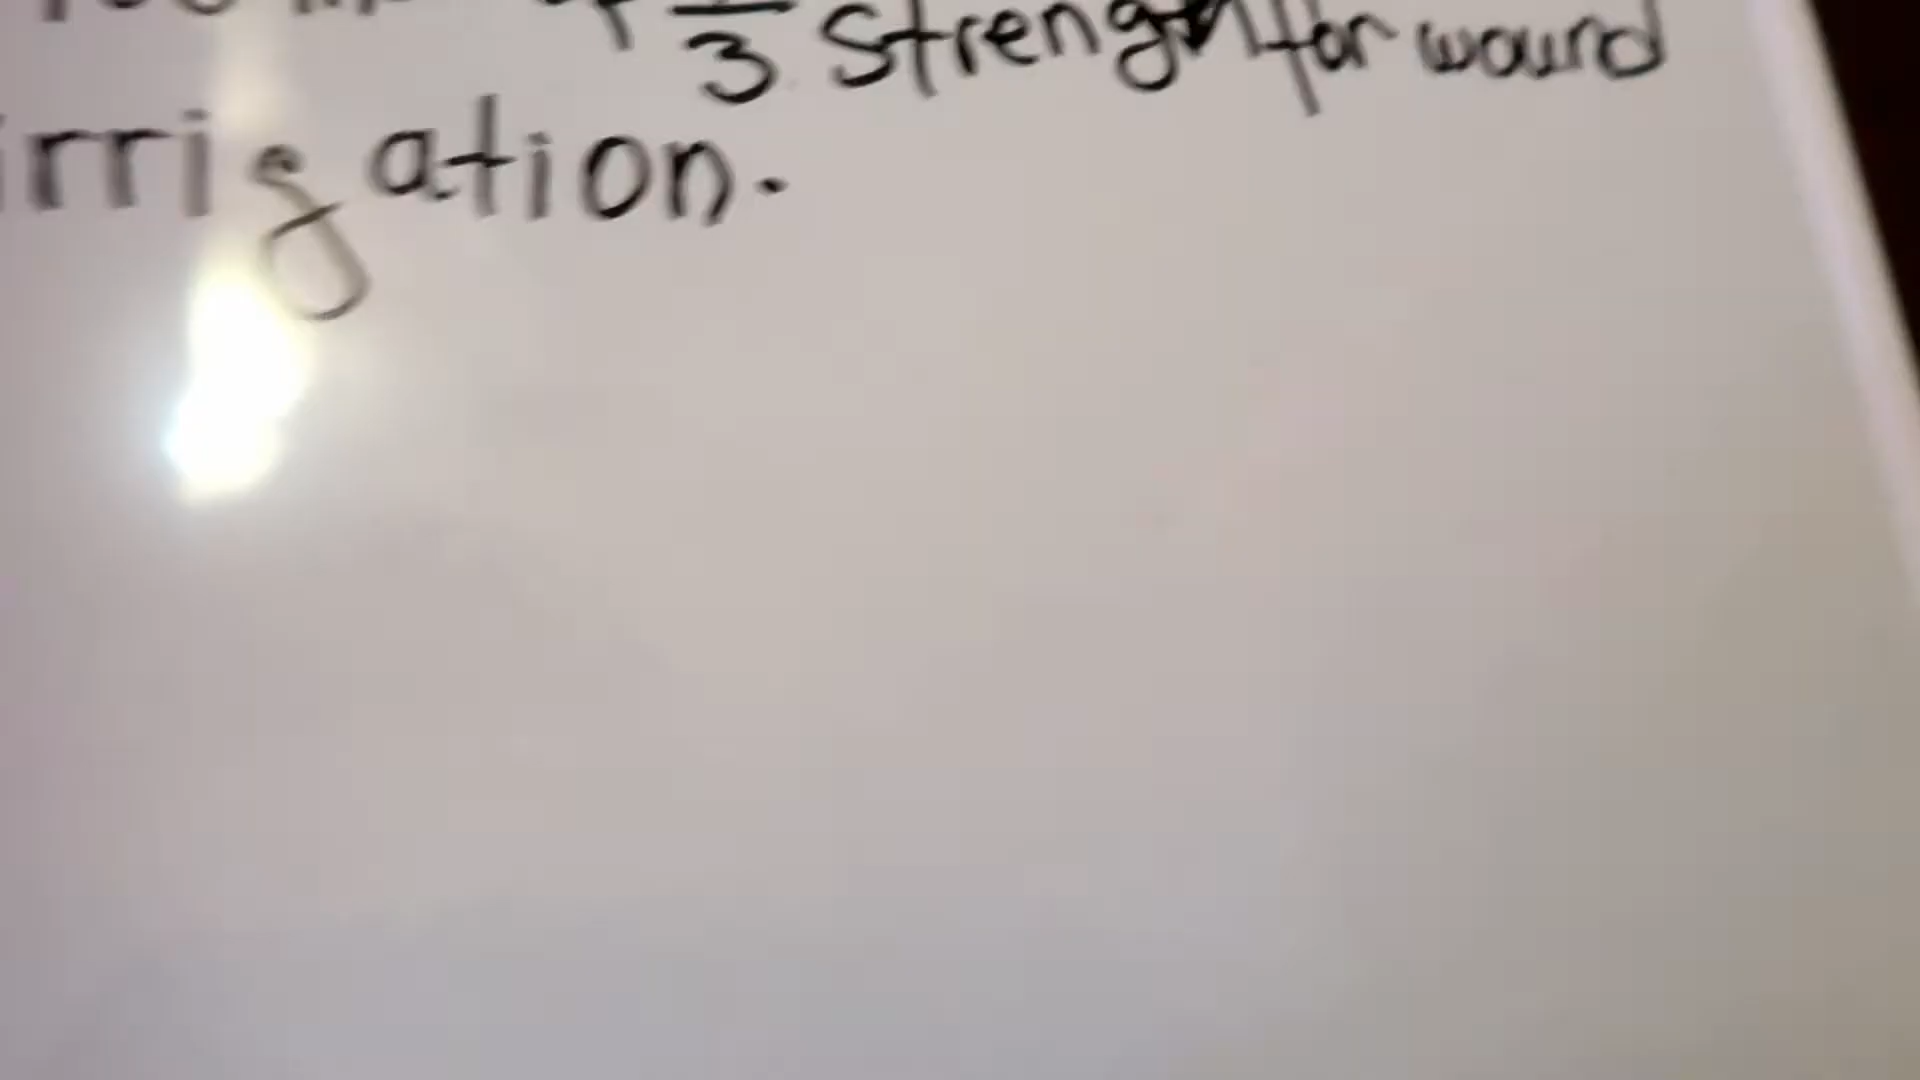 3 strength for wound
irrigation.